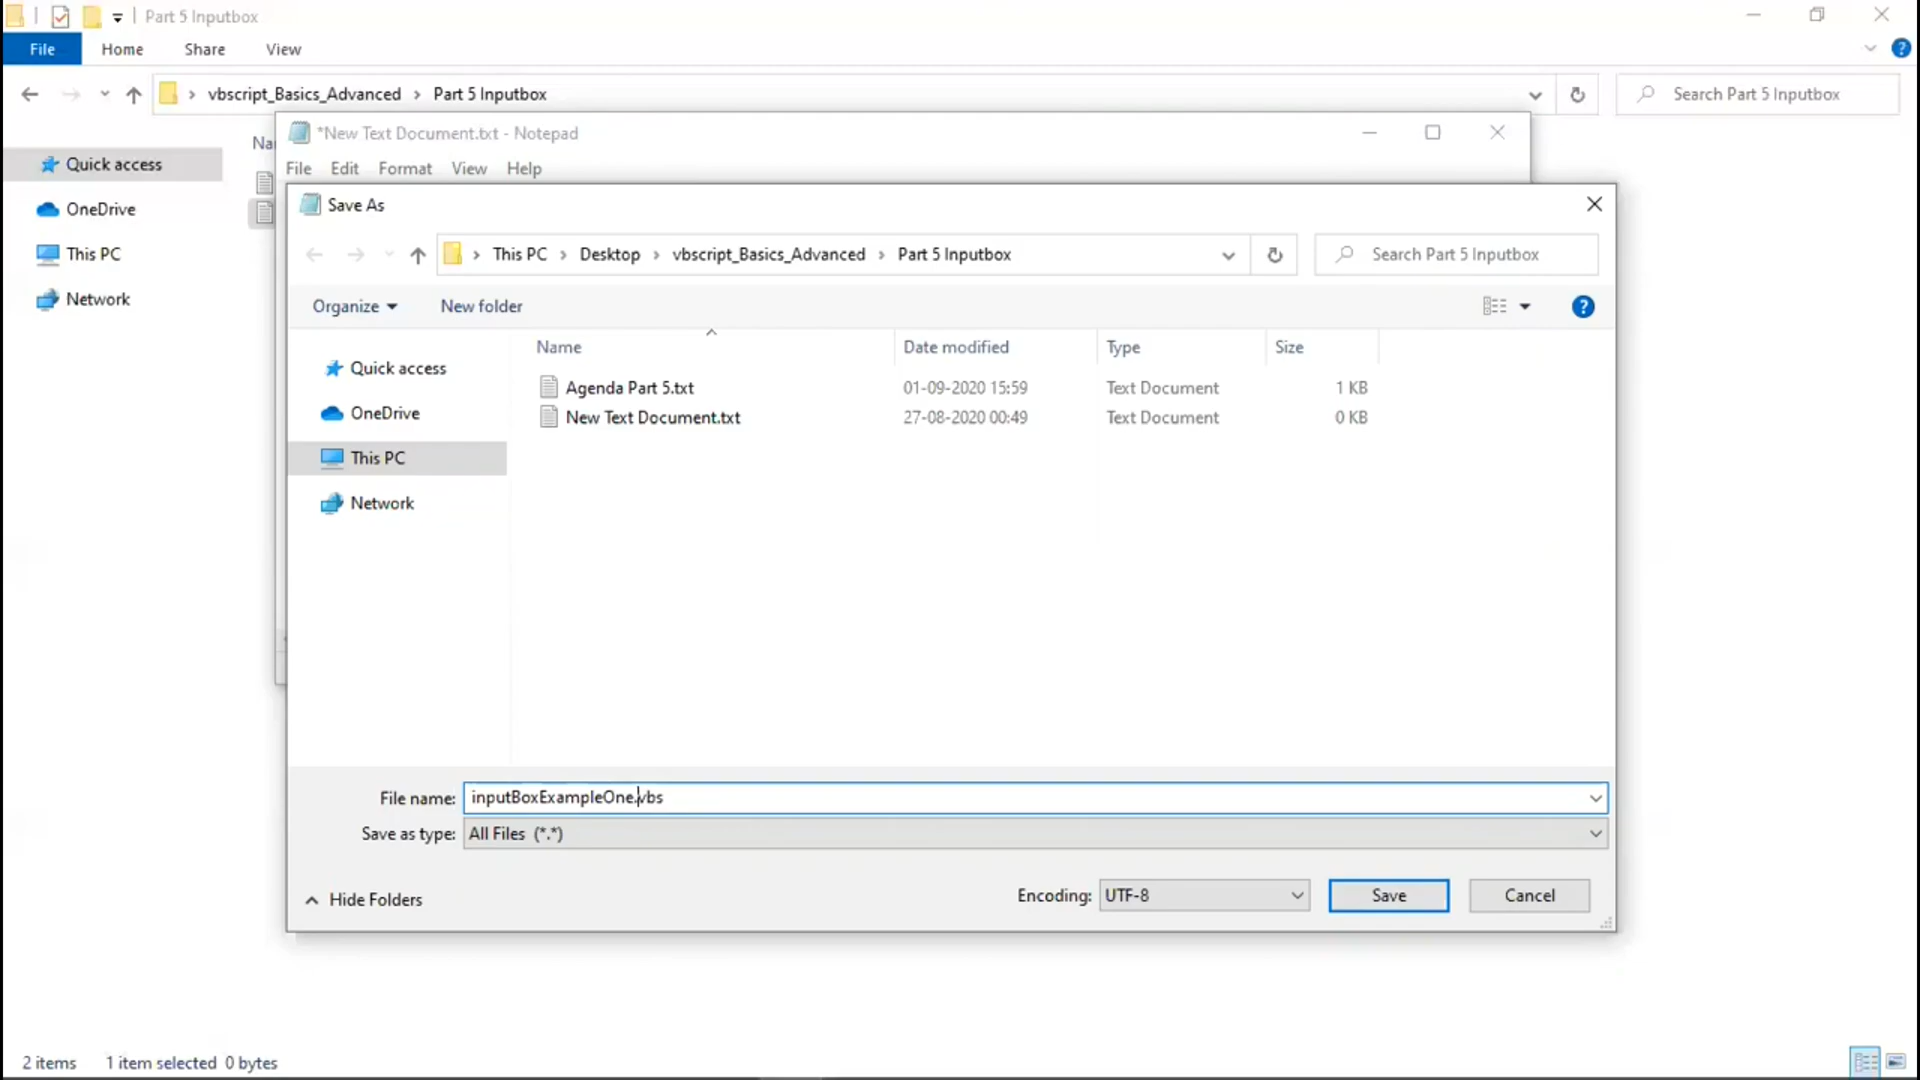 Part 5 Inputbox
File Home Share View
vbscript_Basics_Advanced > Part 5 Inputbox
Search Part 5 Inputbox
*New Text Document.txt - Notepad
File Edit Format View Help
Quick access
OneDrive
This PC
Network
Save As
This PC > Desktop > vbscript_Basics_Advanced > Part 5 Inputbox
Search Part 5 Inputbox
Organize New folder
Quick access
OneDrive
This PC
Network
Name Date modified Type Size
Agenda Part 5.txt 01-09-2020 15:59 Text Document 1 KB
New Text Document.txt 27-08-2020 00:49 Text Document 0 KB
File name: inputBoxExampleOne.vbs
Save as type: All Files (*.*)
Hide Folders
Encoding: UTF-8 Save Cancel
2 items 1 item selected 0 bytes